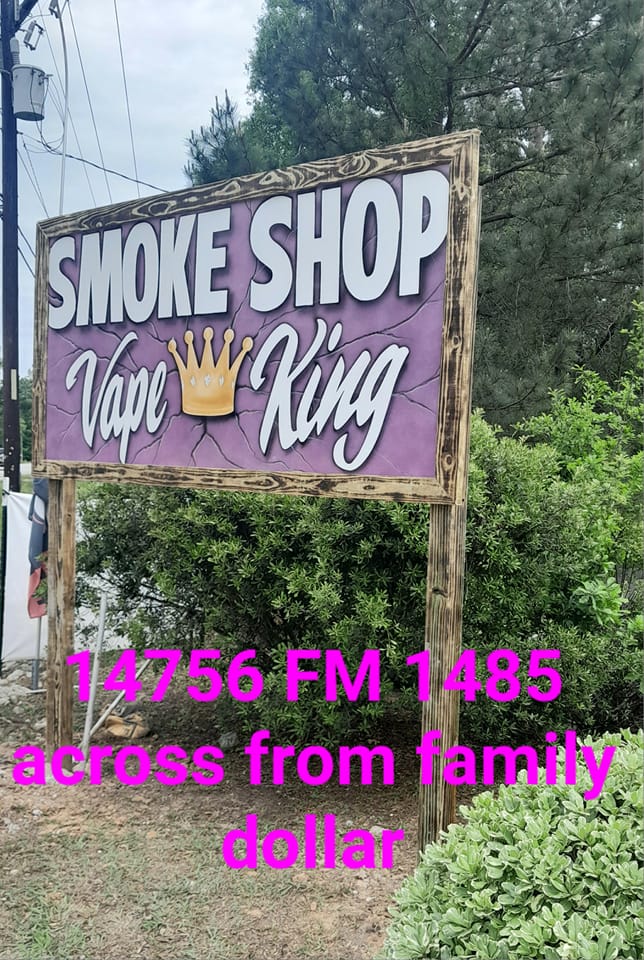 SMOKE SHOP
Vape King
14756 FM 1485
across from family
dollar